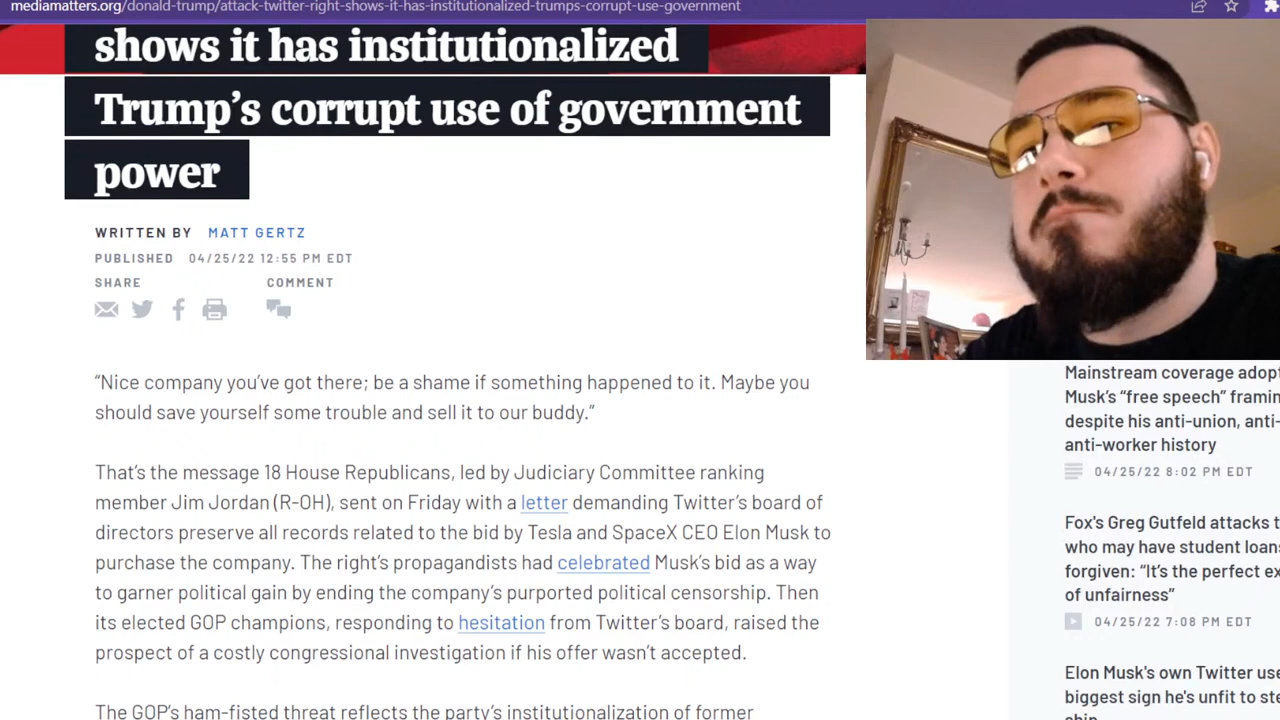 mediamatters.org/donald-trump/attack-twitter-right-shows-it-has-institutionalized-trumps-corrupt-use-government
shows it has institutionalized
Trump's corrupt use of government
power
WRITTEN BY MATT GERTZ
PUBLISHED 04/25/22 12:55 PM EDT
SHARE COMMENT
“Nice company you’ve got there; be a shame if something happened to it. Maybe you
should save yourself some trouble and sell it to our buddy.”
That’s the message 18 House Republicans, led by Judiciary Committee ranking
member Jim Jordan (R-OH), sent on Friday with a letter demanding Twitter’s board of
directors preserve all records related to the bid by Tesla and SpaceX CEO Elon Musk to
purchase the company. The right’s propagandists had celebrated Musk’s bid as a way
to garner political gain by ending the company’s purported political censorship. Then
its elected GOP champions, responding to hesitation from Twitter’s board, raised the
prospect of a costly congressional investigation if his offer wasn’t accepted.
The GOP’s ham-fisted threat reflects the party’s institutionalization of former
Mainstream coverage adopt
Musk’s “free speech” framin
despite his anti-union, anti-
anti-worker history
04/25/22 8:02 PM EDT
Fox's Greg Gutfeld attacks t
who may have student loans
forgiven: “It’s the perfect ex
of unfairness”
04/25/22 7:08 PM EDT
Elon Musk's own Twitter use
biggest sign he's unfit to ste